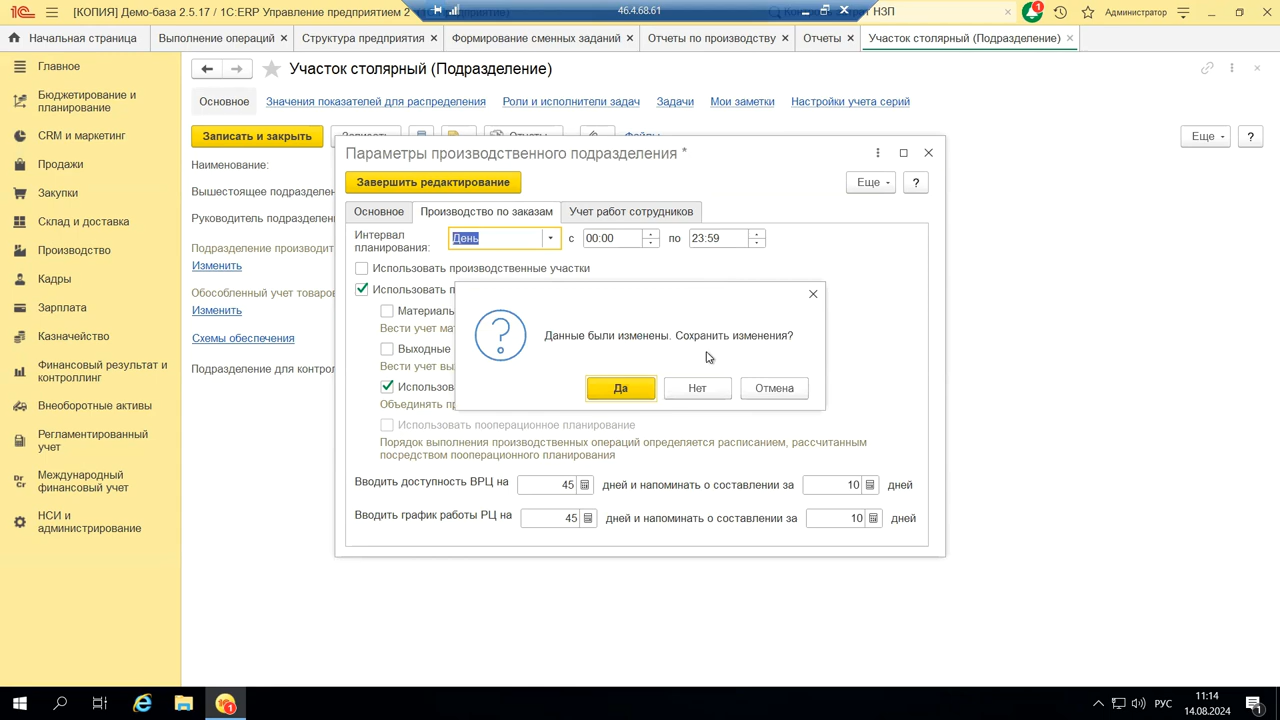 [КОПИЯ] Демо-база 2.5.17 / 1С:ERP Управление предприятием 2
46.4.68.61
НЗП
1
Администратор
Начальная страница
Выполнение операций
Структура предприятия
Формирование сменных заданий
Отчеты по производству
Отчеты
Участок столярный (Подразделение)
Главное
Бюджетирование и
планирование
CRM и маркетинг
Продажи
Закупки
Склад и доставка
Производство
Кадры
Зарплата
Казначейство
Финансовый результат и
контроллинг
Внеоборотные активы
Регламентированный
учет
Международный
финансовый учет
НСИ и
администрирование
Участок столярный (Подразделение)
Основное
Значения показателей для распределения
Роли и исполнители задач
Задачи
Мои заметки
Настройки учета серий
Записать и закрыть
Еще
?
Наименование:
Вышестоящее подразделен
Руководитель подразделен
Подразделение производит
Изменить
Обособленный учет товаро
Изменить
Схемы обеспечения
Подразделение для контрол
Параметры производственного подразделения *
Завершить редактирование
Еще
?
Основное
Производство по заказам
Учет работ сотрудников
Интервал
планирования:
День
с
00:00
по
23:59
Использовать производственные участки
Использовать п
Материаль
Вести учет ма
Выходные
Вести учет вы
Использова
Объединять пр
Использовать пооперационное планирование
Порядок выполнения производственных операций определяется расписанием, рассчитанным
посредством пооперационного планирования
Вводить доступность ВРЦ на 45 дней и напоминать о составлении за 10 дней
Вводить график работы РЦ на 45 дней и напоминать о составлении за 10 дней
Данные были изменены. Сохранить изменения?
Да
Нет
Отмена
РУС
11:14
14.08.2024